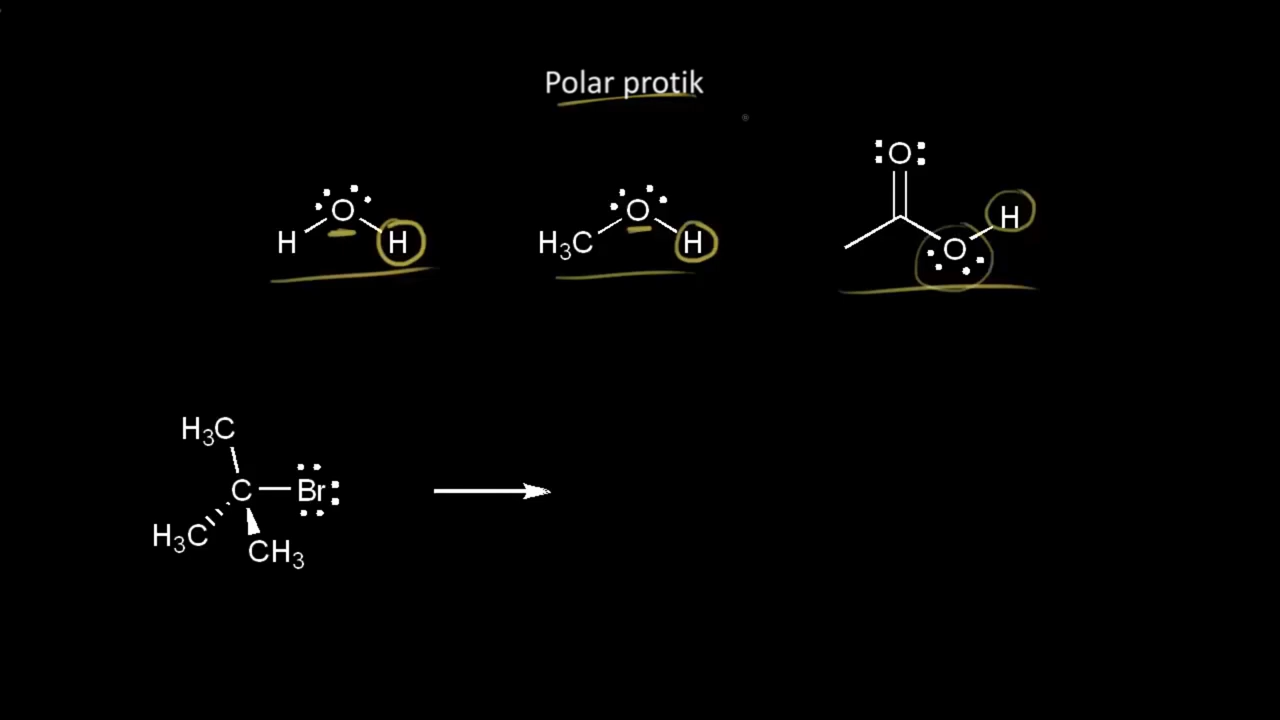 Polar protik
:O:
H O H
H₃C O H
O H
H₃C
C Br
H₃C
CH₃